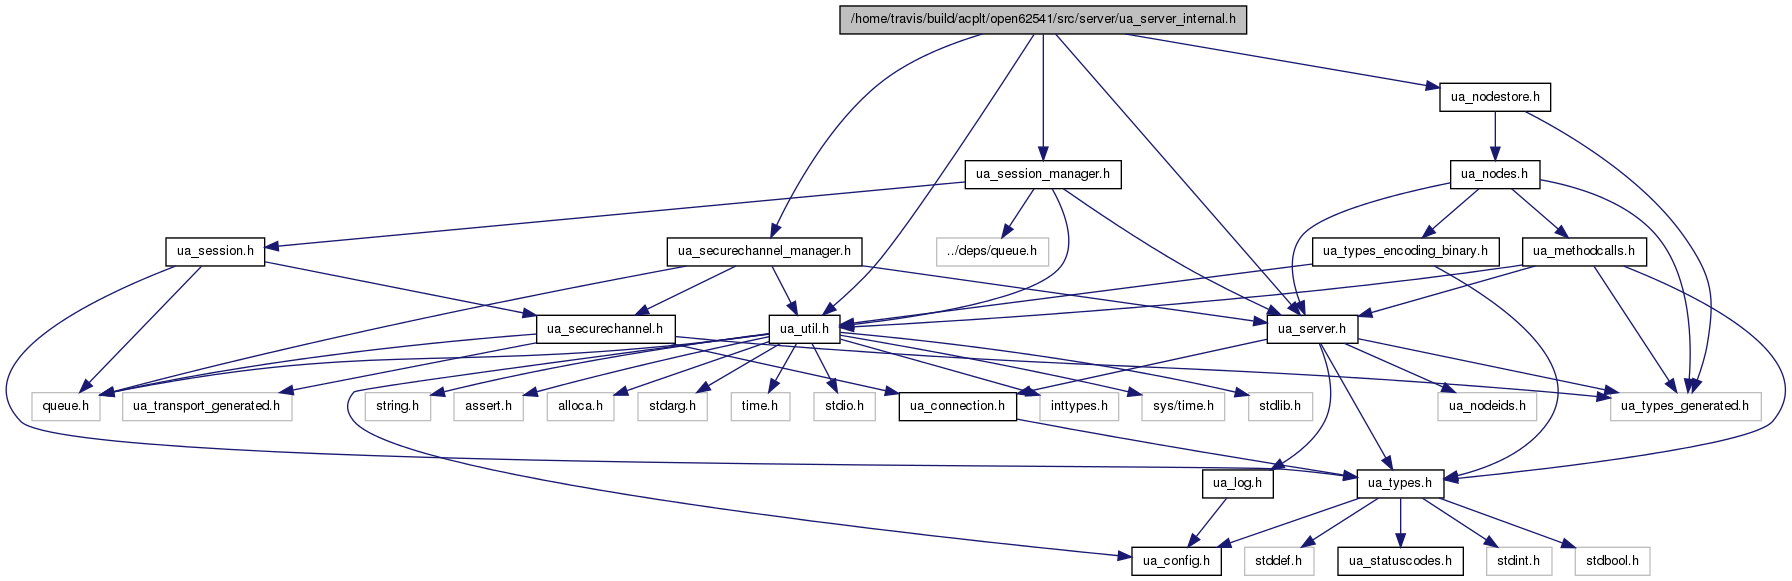 /home/travis/build/acplt/open62541/src/server/ua_server_internal.h
ua_nodestore.h
ua_session_manager.h
ua_nodes.h
ua_session.h
ua_securechannel_manager.h
../deps/queue.h
ua_types_encoding_binary.h
ua_methodcalls.h
ua_securechannel.h
ua_util.h
ua_server.h
queue.h
ua_transport_generated.h
string.h
assert.h
alloca.h
stdarg.h
time.h
stdio.h
ua_connection.h
inttypes.h
sys/time.h
stdlib.h
ua_nodeids.h
ua_types_generated.h
ua_log.h
ua_types.h
ua_config.h
stddef.h
ua_statuscodes.h
stdint.h
stdbool.h